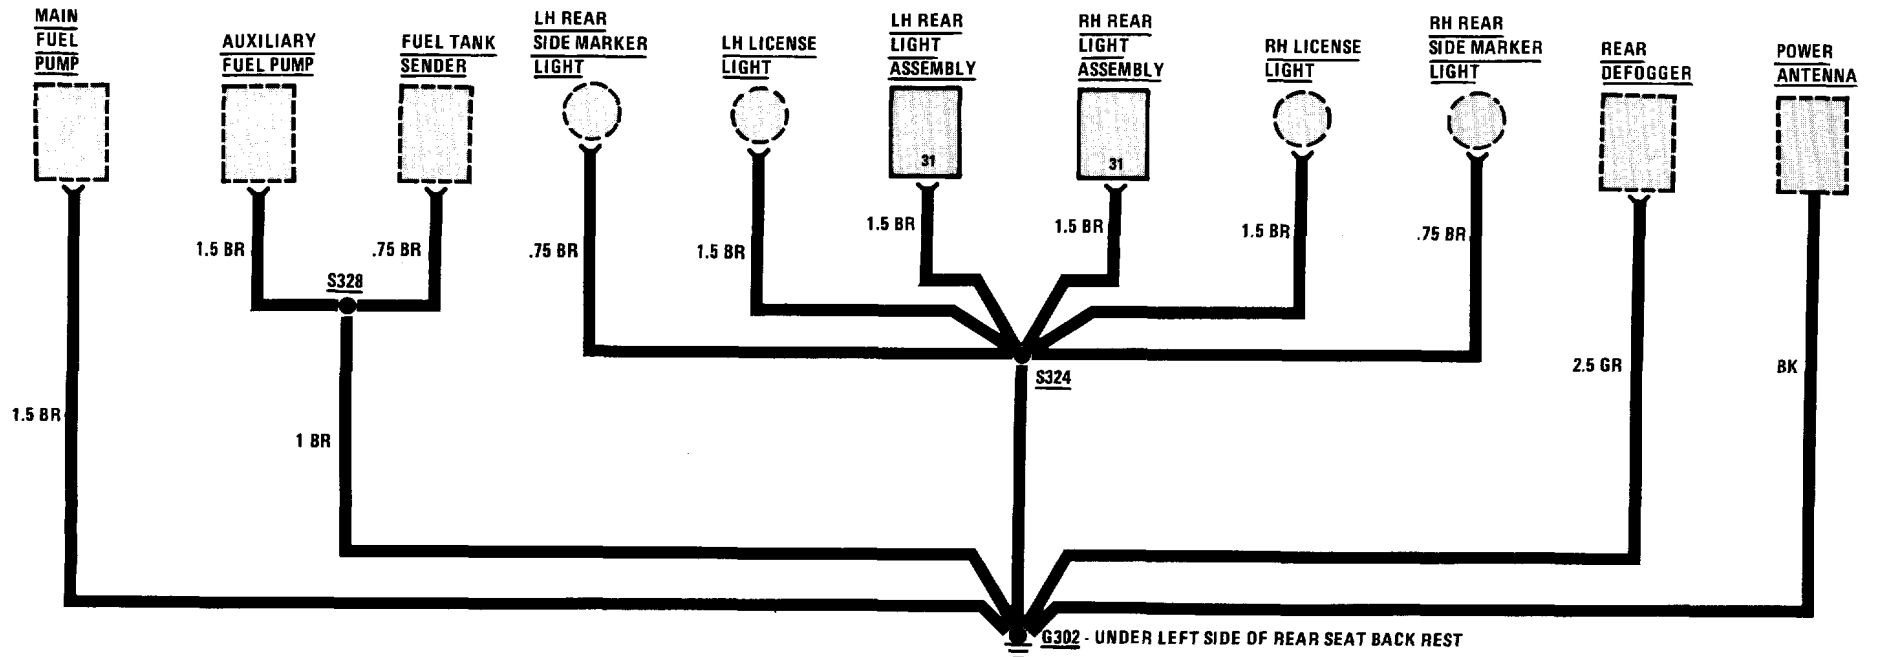 MAIN
FUEL
PUMP
AUXILIARY
FUEL PUMP
FUEL TANK
SENDER
LH REAR
SIDE MARKER
LIGHT
LH LICENSE
LIGHT
LH REAR
LIGHT
ASSEMBLY
RH REAR
LIGHT
ASSEMBLY
RH LICENSE
LIGHT
RH REAR
SIDE MARKER
LIGHT
REAR
DEFOGGER
POWER
ANTENNA
31
31
1.5 BR
.75 BR
.75 BR
1.5 BR
1.5 BR
1.5 BR
1.5 BR
.75 BR
S328
2.5 GR
BK
S324
1.5 BR
1 BR
G302 - UNDER LEFT SIDE OF REAR SEAT BACK REST